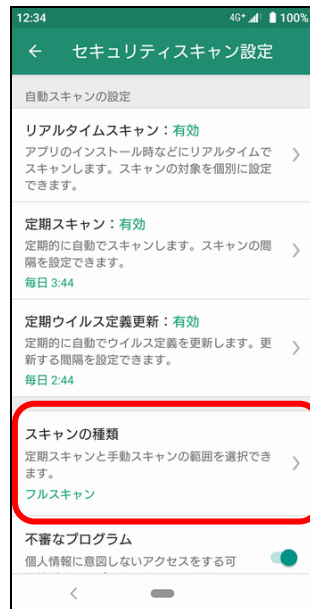 12:34 4G+ 100%
← セキュリティスキャン設定
自動スキャンの設定
リアルタイムスキャン：有効
アプリのインストール時などにリアルタイムで
スキャンします。スキャンの対象を個別に設定
できます。
定期スキャン：有効
定期的に自動でスキャンします。スキャンの間
隔を設定できます。
毎日 3:44
定期ウイルス定義更新：有効
定期的に自動でウイルス定義を更新します。更
新する間隔を設定できます。
毎日 2:44
スキャンの種類
定期スキャンと手動スキャンの範囲を選択でき
ます。
フルスキャン
不審なプログラム
個人情報に意図しないアクセスをする可